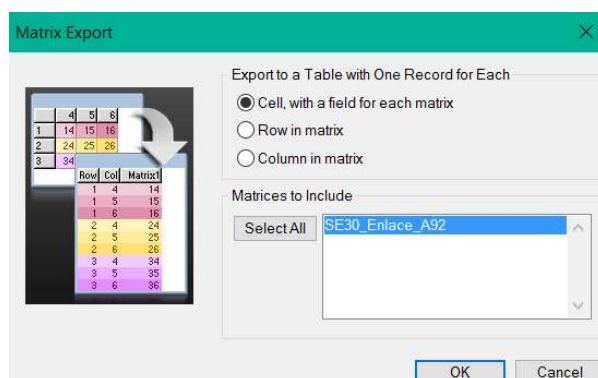 Matrix Export
Export to a Table with One Record for Each
Cell, with a field for each matrix
Row in matrix
Column in matrix
4 5 6
1 14 15 16
2 24 25 26
3 34
Row Col Matrix1
1 4 14
1 5 15
1 6 16
2 4 24
2 5 25
2 6 26
3 4 34
3 5 35
3 6 36
Matrices to Include
Select All
SE30_Enlace_A92
OK Cancel